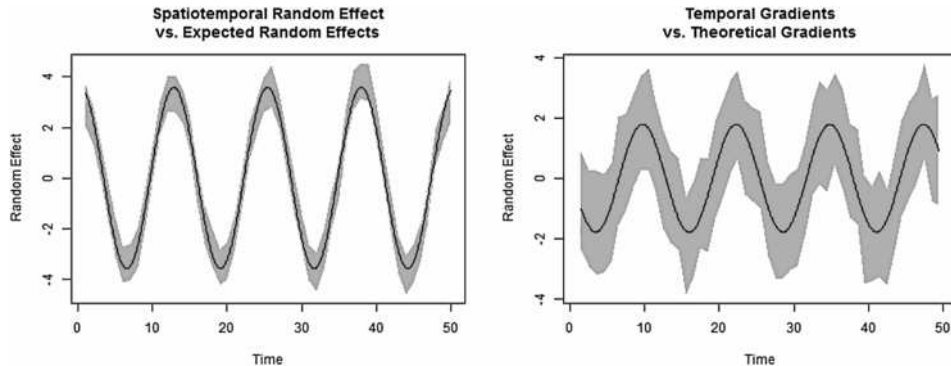 Spatiotemporal Random Effect
vs. Expected Random Effects
Random Effect
4
2
0
-2
-4
0 10 20 30 40 50
Time
Temporal Gradients
vs. Theoretical Gradients
Random Effect
4
2
0
-2
-4
0 10 20 30 40 50
Time